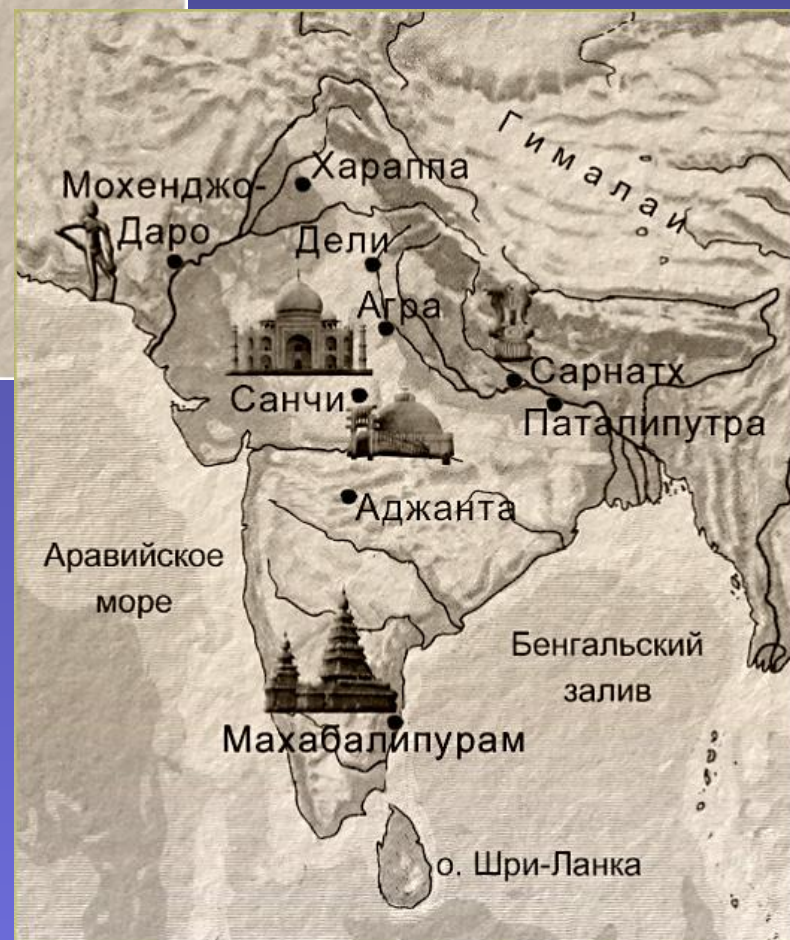 Гималаи
Хараппа
Мохенджо-
Даро
Дели
Агра
Сарнатх
Санчи
Паталипутра
Аджанта
Аравийское
море
Бенгальский
залив
Махабалипурам
о. Шри-Ланка